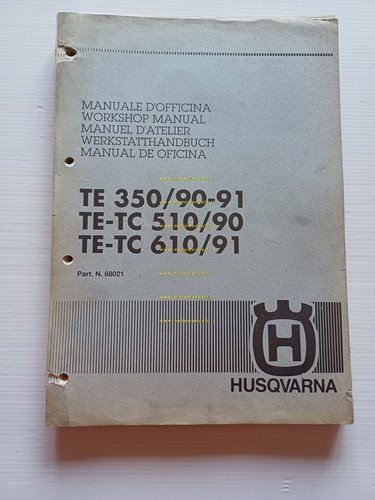 MANUALE D'OFFICINA
WORKSHOP MANUAL
MANUEL D'ATELIER
WERKSTATTHANDBUCH
MANUAL DE OFICINA
TE 350/90-91
TE-TC 510/90
TE-TC 610/91
Part. N. 68021
H
HUSQVARNA